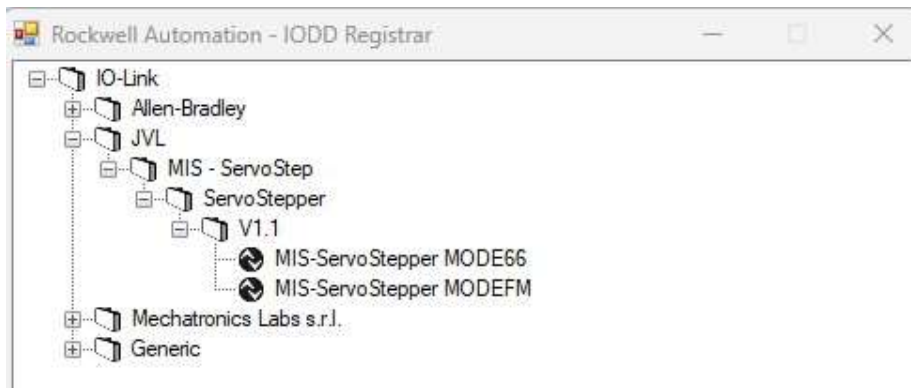 Rockwell Automation - IODD Registrar
IO-Link
Allen-Bradley
JVL
MIS - ServoStep
ServoStepper
V1.1
MIS-ServoStepper MODE66
MIS-ServoStepper MODEFM
Mechatronics Labs s.r.l.
Generic